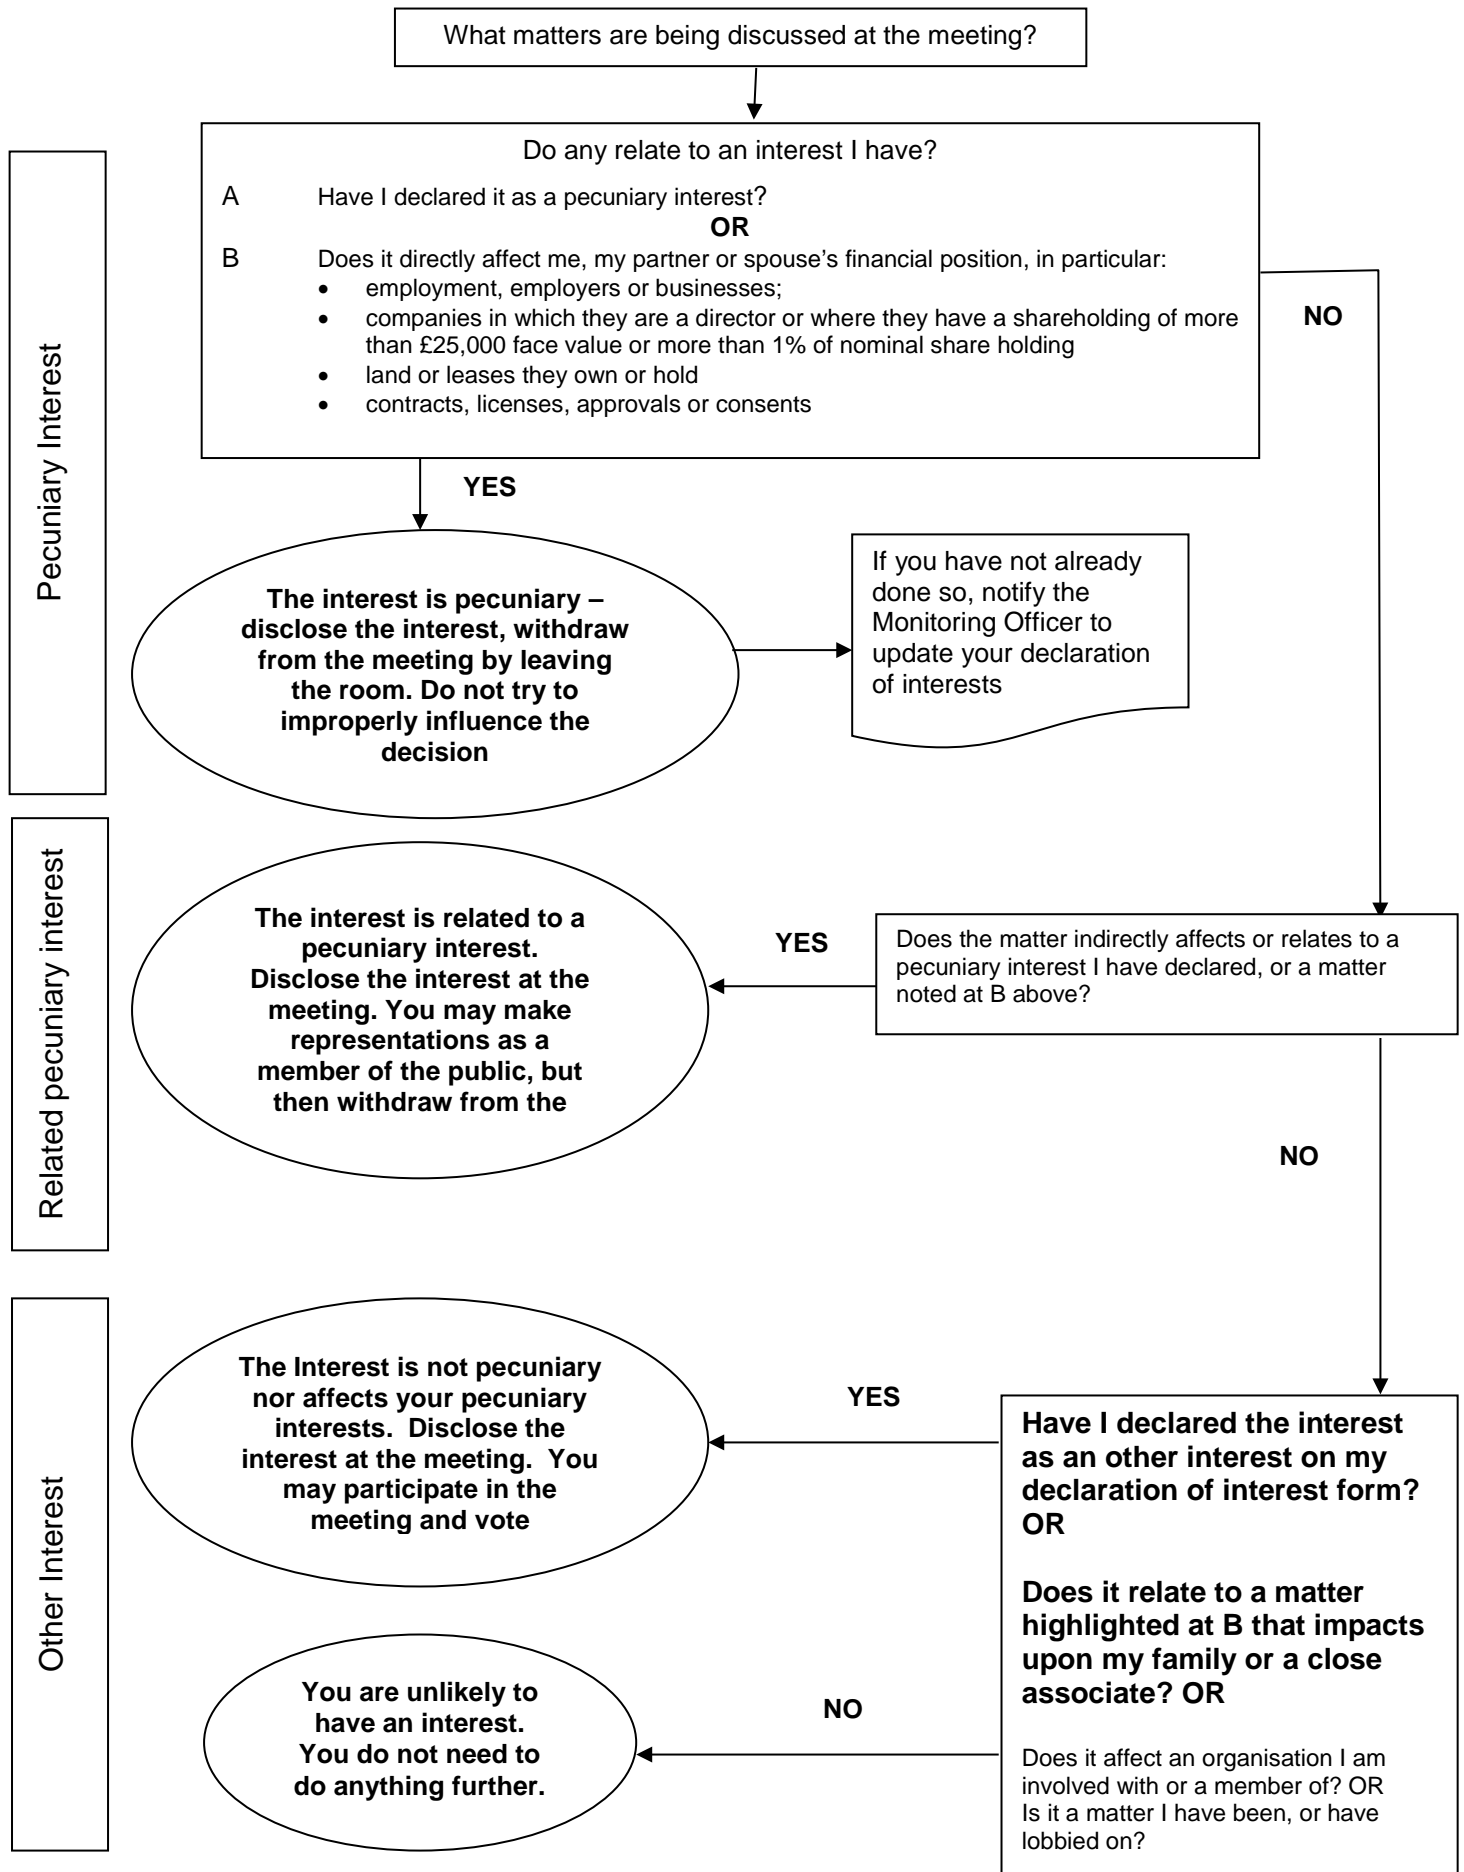 What matters are being discussed at the meeting?
Pecuniary Interest
Do any relate to an interest I have?
A Have I declared it as a pecuniary interest?
OR
B Does it directly affect me, my partner or spouse's financial position, in particular:
• employment, employers or businesses;
• companies in which they are a director or where they have a shareholding of more
than £25,000 face value or more than 1% of nominal share holding
• land or leases they own or hold
• contracts, licenses, approvals or consents
NO
YES
The interest is pecuniary –
disclose the interest, withdraw
from the meeting by leaving
the room. Do not try to
improperly influence the
decision
If you have not already
done so, notify the
Monitoring Officer to
update your declaration
of interests
Related pecuniary interest
The interest is related to a
pecuniary interest.
Disclose the interest at the
meeting. You may make
representations as a
member of the public, but
then withdraw from the
YES
Does the matter indirectly affects or relates to a
pecuniary interest I have declared, or a matter
noted at B above?
NO
Other Interest
The Interest is not pecuniary
nor affects your pecuniary
interests. Disclose the
interest at the meeting. You
may participate in the
meeting and vote
YES
Have I declared the interest
as an other interest on my
declaration of interest form?
OR
Does it relate to a matter
highlighted at B that impacts
upon my family or a close
associate? OR
Does it affect an organisation I am
involved with or a member of? OR
Is it a matter I have been, or have
lobbied on?
NO
You are unlikely to
have an interest.
You do not need to
do anything further.